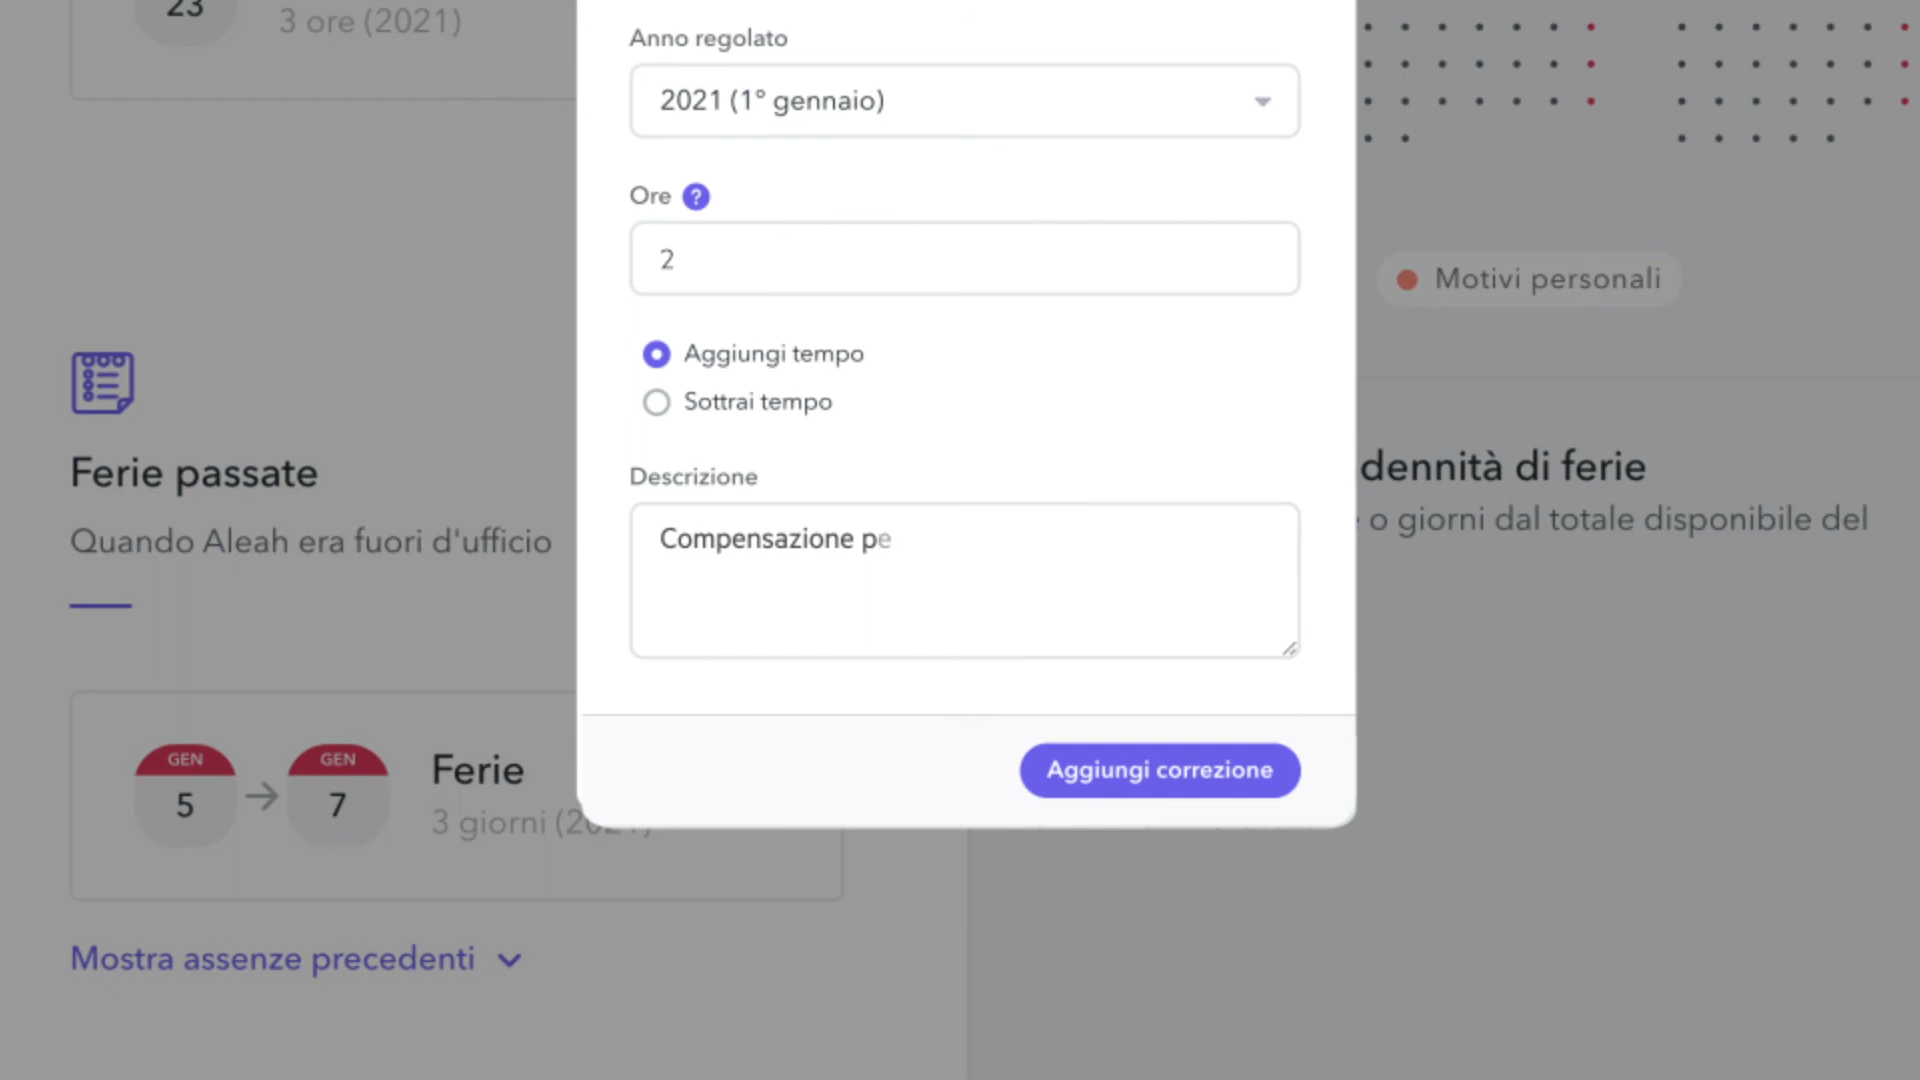 23
3 ore (2021)
Anno regolato
2021 (1° gennaio)
Ore ?
2
Aggiungi tempo
Sottrai tempo
Descrizione
Compensazione pe
Aggiungi correzione
Motivi personali
dennità di ferie
o giorni dal totale disponibile del
Ferie passate
Quando Aleah era fuori d'ufficio
GEN
5
GEN
7
Ferie
3 giorni
Mostra assenze precedenti